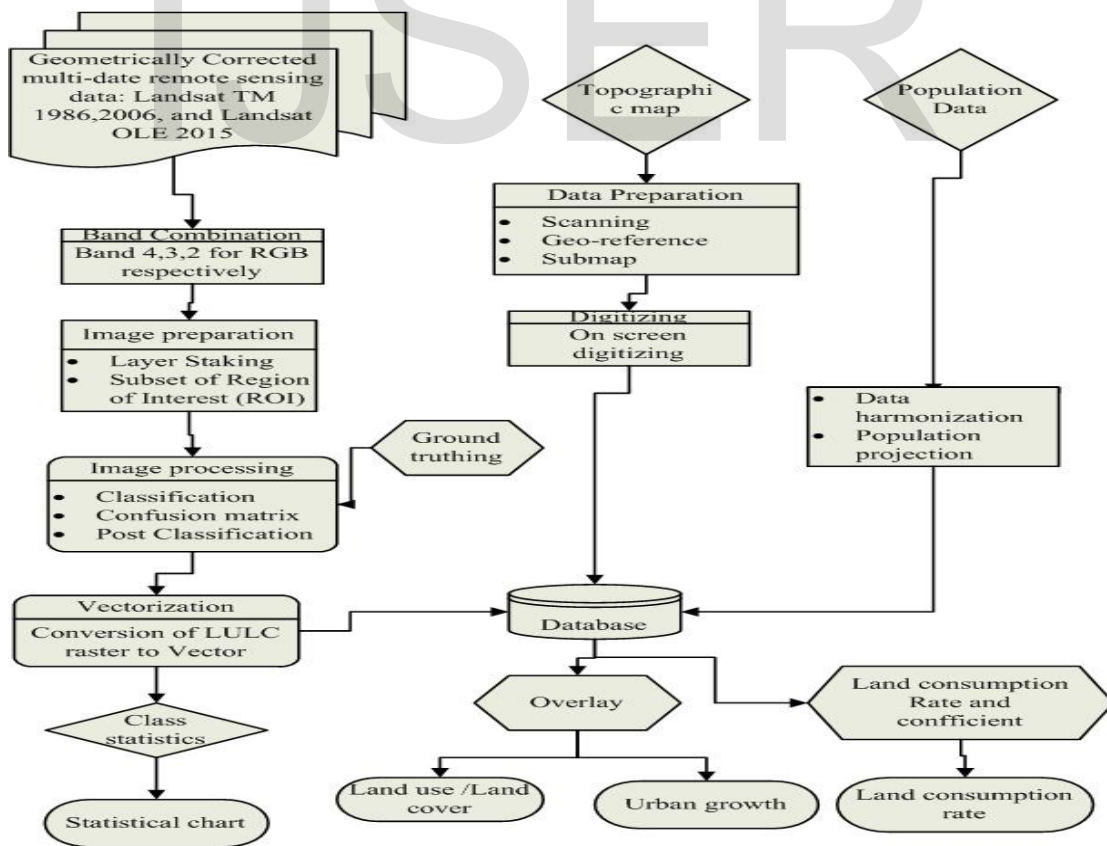 USER
Geometrically Corrected
multi-date remote sensing
data: Landsat TM
1986,2006, and Landsat
OLE 2015
Topographi
c map
Population
Data
Band Combination
Band 4,3,2 for RGB
respectively
Data Preparation
• Scanning
• Geo-reference
• Submap
Image preparation
• Layer Staking
• Subset of Region
of Interest (ROI)
Digitizing
On screen
digitizing
• Data
harmonization
• Population
projection
Ground
truthing
Image processing
• Classification
• Confusion matrix
• Post Classification
Vectorization
Conversion of LULC
raster to Vector
Database
Class
statistics
Overlay
Land consumption
Rate and
confficient
Statistical chart
Land use /Land
cover
Urban growth
Land consumption
rate